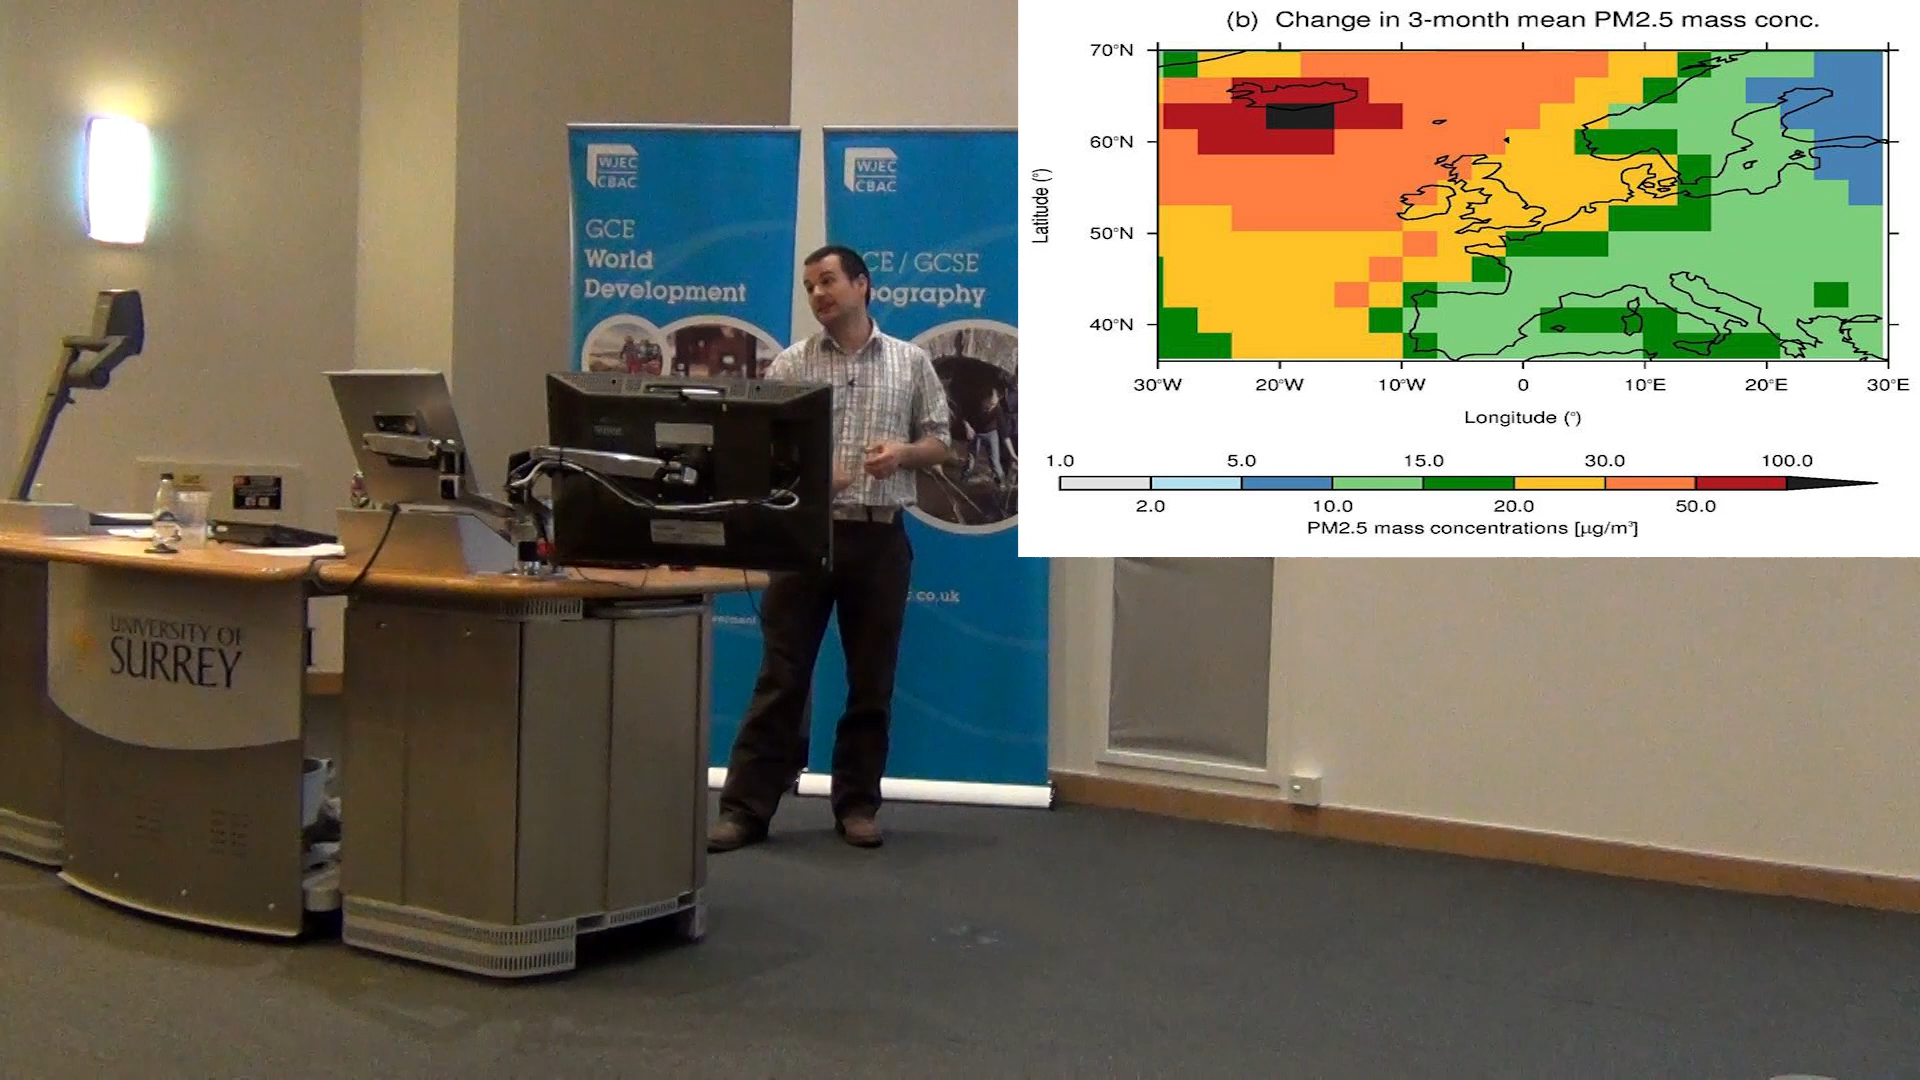 (b) Change in 3-month mean PM2.5 mass conc.
70°N
60°N
50°N
40°N
Latitude (°)
30°W 20°W 10°W 0 10°E 20°E 30°E
Longitude (°)
1.0 5.0 15.0 30.0 100.0
2.0 10.0 20.0 50.0
PM2.5 mass concentrations [µg/m³]
WJEC
CBAC
GCE
World
Development
WJEC
CBAC
CE / GCSE
eography
.co.uk
UNIVERSITY OF
SURREY